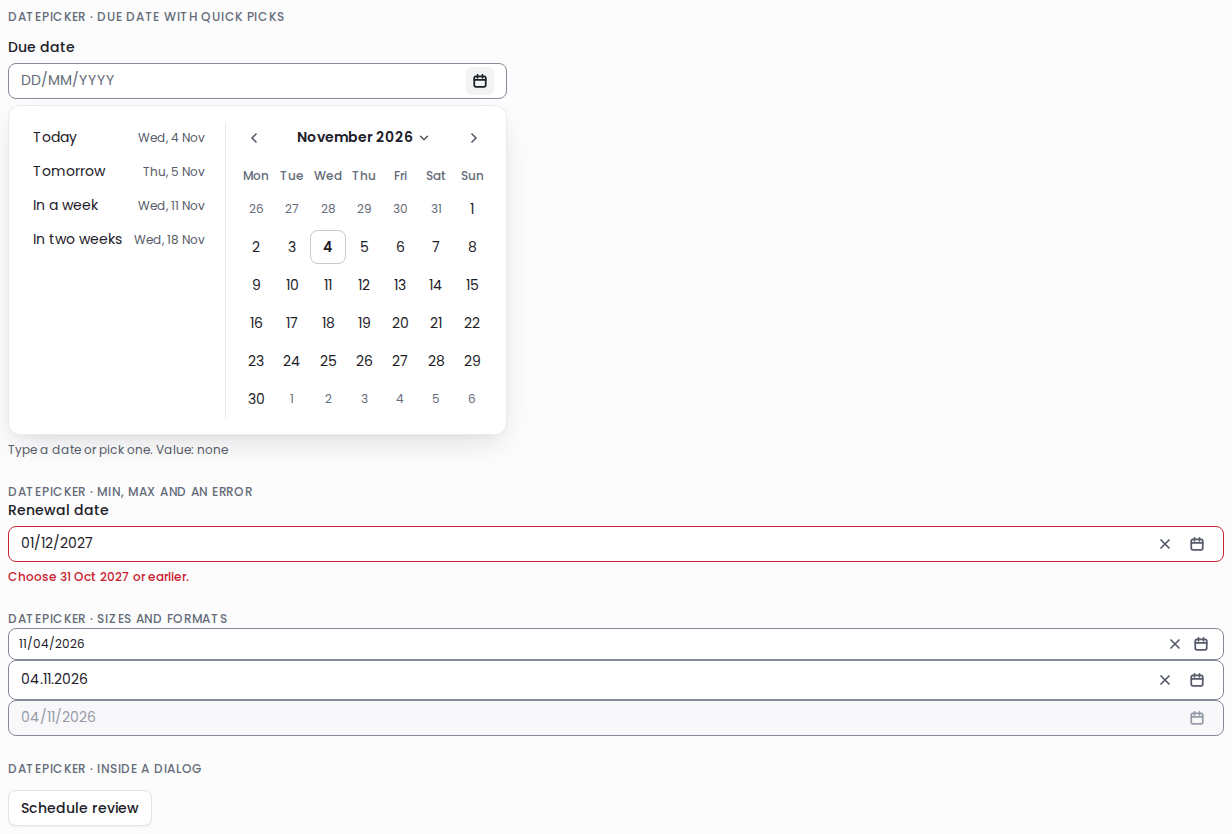 DATEPICKER · DUE DATE WITH QUICK PICKS
Due date
DD/MM/YYYY
Today Wed, 4 Nov
Tomorrow Thu, 5 Nov
In a week Wed, 11 Nov
In two weeks Wed, 18 Nov
November 2026
Mon Tue Wed Thu Fri Sat Sun
26 27 28 29 30 31 1
2 3 4 5 6 7 8
9 10 11 12 13 14 15
16 17 18 19 20 21 22
23 24 25 26 27 28 29
30 1 2 3 4 5 6
Type a date or pick one. Value: none
DATEPICKER · MIN, MAX AND AN ERROR
Renewal date
01/12/2027
Choose 31 Oct 2027 or earlier.
DATEPICKER · SIZES AND FORMATS
11/04/2026
04.11.2026
04/11/2026
DATEPICKER · INSIDE A DIALOG
Schedule review